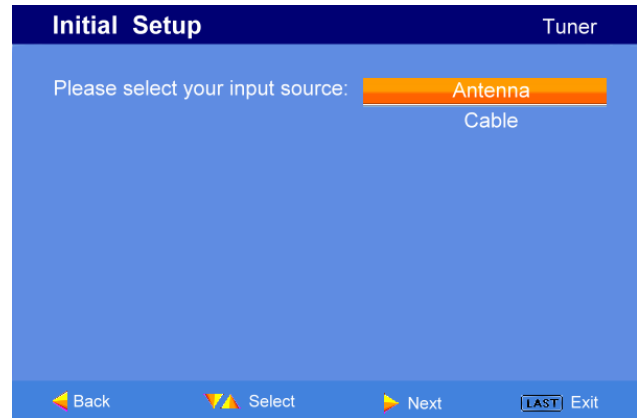 Initial Setup Tuner
Please select your input source: Antenna
Cable
Back Select Next LAST Exit